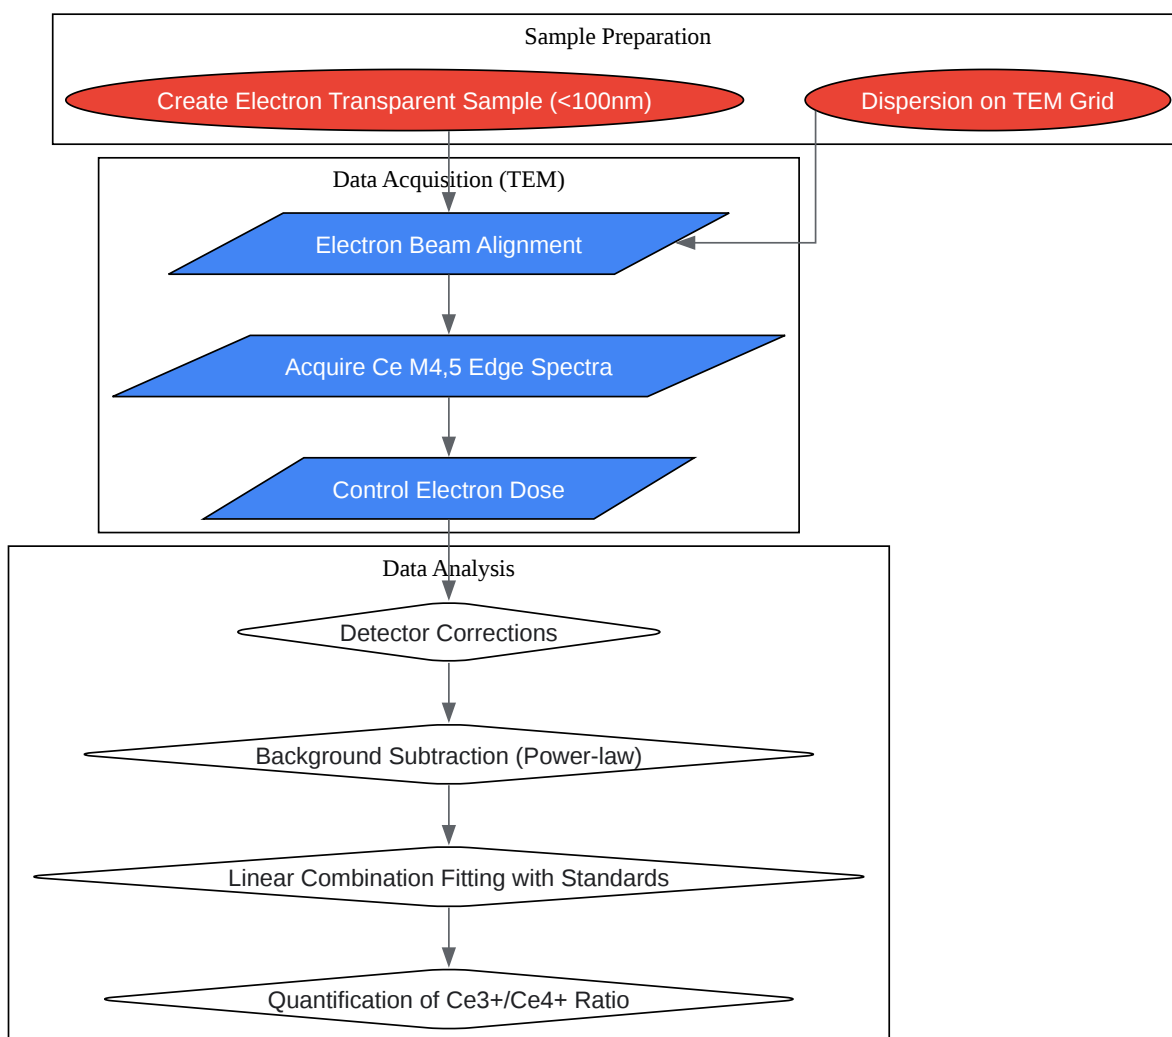 Sample Preparation
Create Electron Transparent Sample (<100nm)
Dispersion on TEM Grid
Data Acquisition (TEM)
Electron Beam Alignment
Acquire Ce M4,5 Edge Spectra
Control Electron Dose
Data Analysis
Detector Corrections
Background Subtraction (Power-law)
Linear Combination Fitting with Standards
Quantification of Ce3+/Ce4+ Ratio